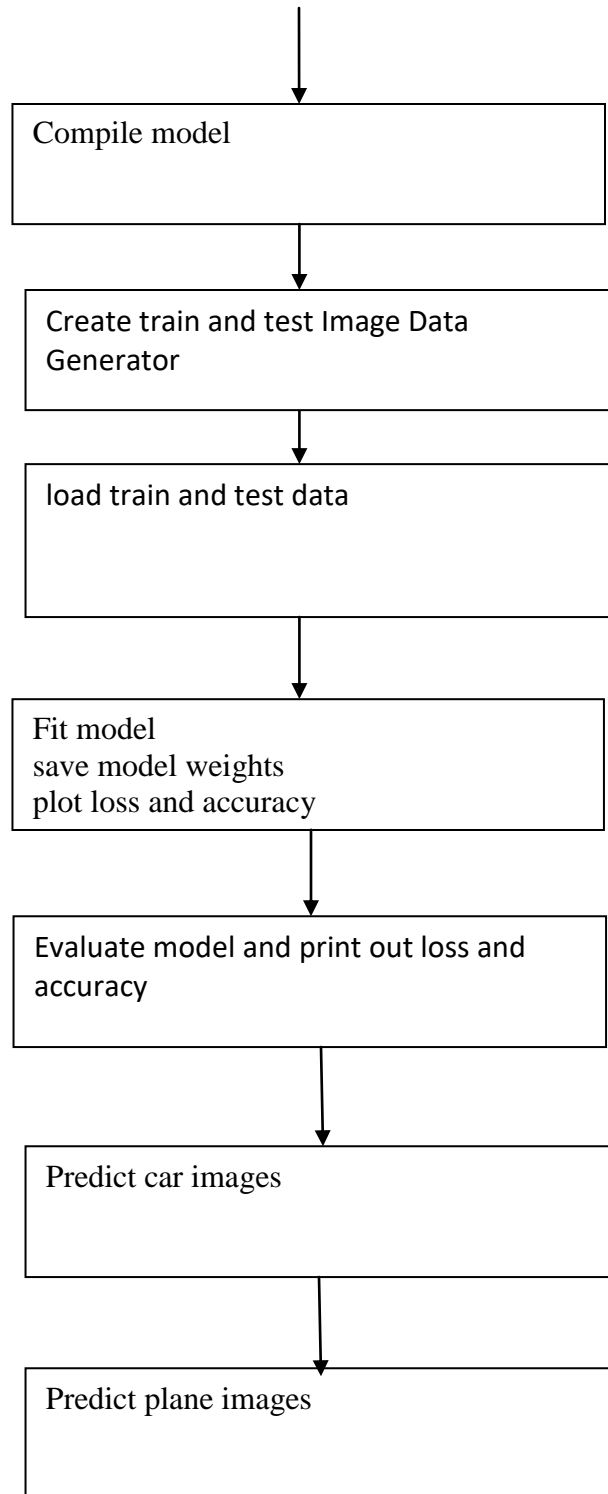 Compile model
Create train and test Image Data
Generator
load train and test data
Fit model
save model weights
plot loss and accuracy
Evaluate model and print out loss and
accuracy
Predict car images
Predict plane images